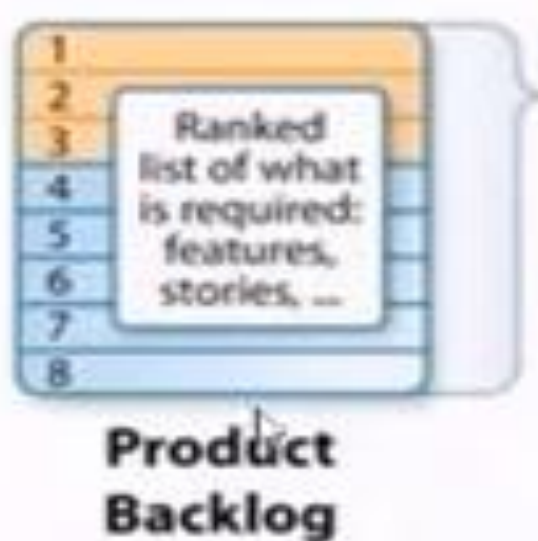 1
2
3
4
5
6
7
8
Ranked
list of what
is required:
features,
stories, ...
Product
Backlog